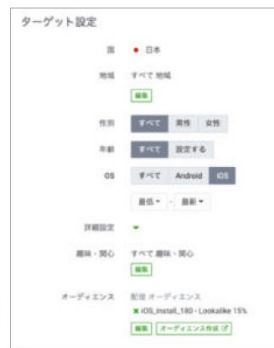 ターゲット設定
国 日本
地域 すべて 地域
編集
性別 すべて 男性 女性
年齢 すべて 設定する
OS すべて Android iOS
最低 - 最新
詳細設定
趣味・関心 すべて 趣味・関心
編集
オーディエンス 配信 オーディエンス
iOS_install_180 - Lookalike 15%
編集 オーディエンス作成